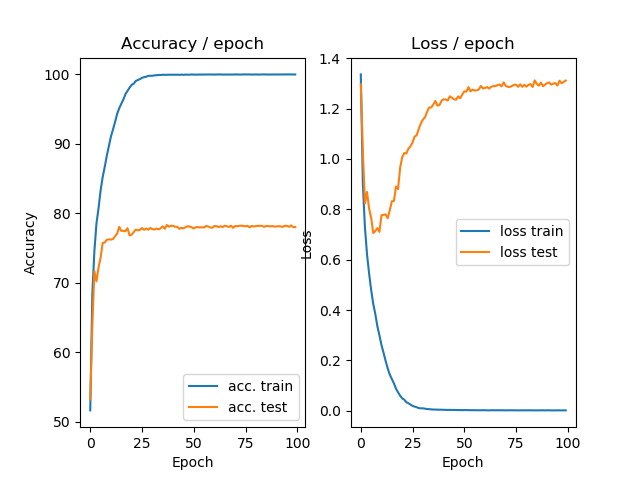 Accuracy / epoch
100
90
80
70
60
50
Accuracy
0
25
50
75
100
Epoch
acc. train
acc. test
Loss / epoch
1.4
1.2
1.0
0.8
0.6
0.4
0.2
0.0
Loss
0
25
50
75
100
Epoch
loss train
loss test